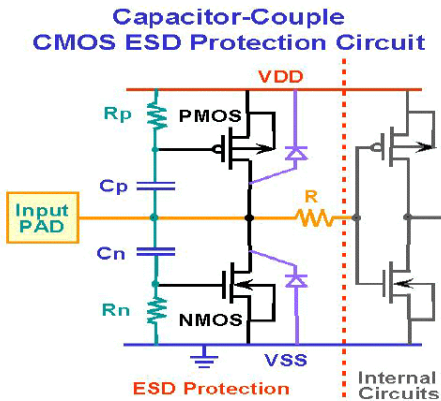 Capacitor-Couple
CMOS ESD Protection Circuit
VDD
Rp
PMOS
Cp
Input
PAD
R
Cn
Rn
NMOS
VSS
ESD Protection
Internal
Circuits